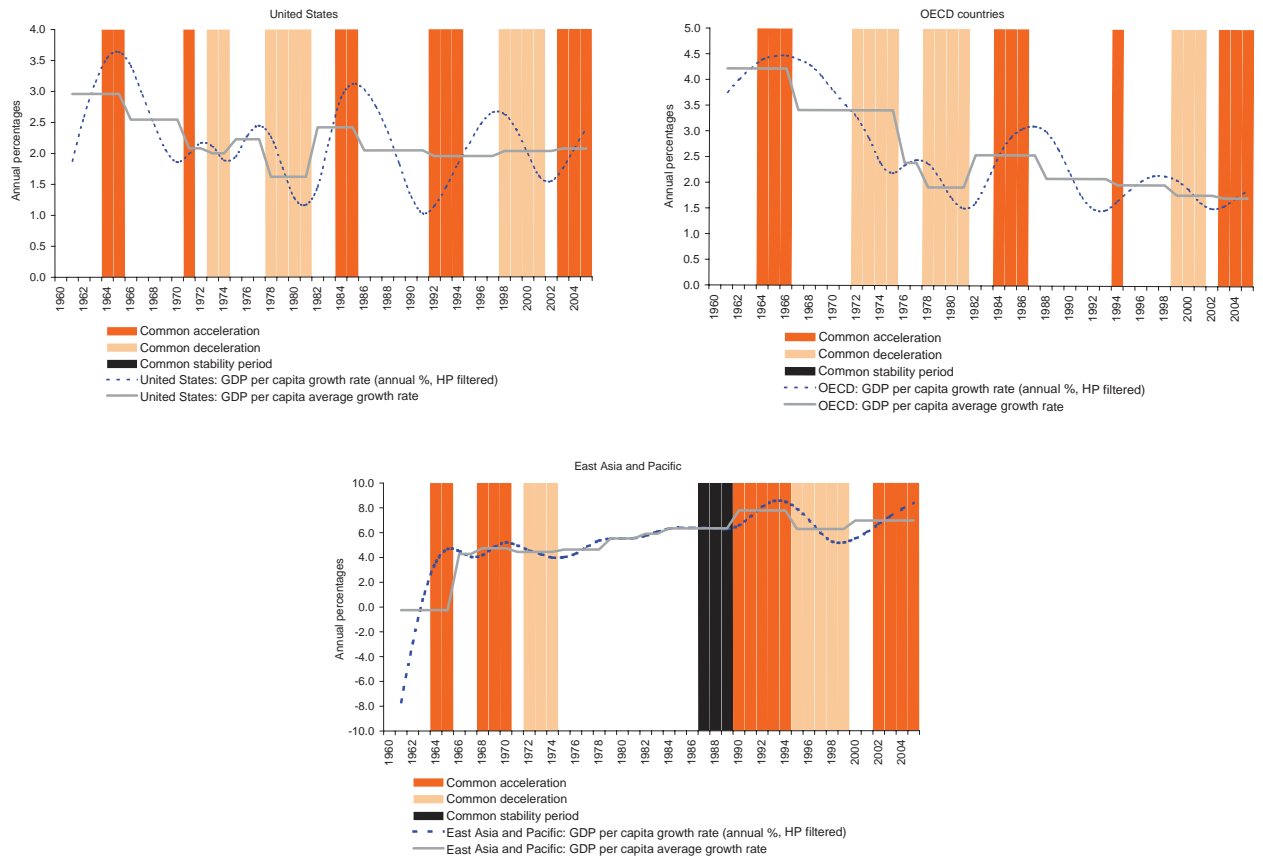 United States
Annual percentages
4.0
3.5
3.0
2.5
2.0
1.5
1.0
0.5
0.0
1960 1962 1964 1966 1968 1970 1972 1974 1976 1978 1980 1982 1984 1986 1988 1990 1992 1994 1996 1998 2000 2002 2004
Common acceleration
Common deceleration
Common stability period
United States: GDP per capita growth rate (annual %, HP filtered)
United States: GDP per capita average growth rate
OECD countries
Annual percentages
5.0
4.5
4.0
3.5
3.0
2.5
2.0
1.5
1.0
0.5
0.0
1960 1962 1964 1966 1968 1970 1972 1974 1976 1978 1980 1982 1984 1986 1988 1990 1992 1994 1996 1998 2000 2002 2004
Common acceleration
Common deceleration
Common stability period
OECD: GDP per capita growth rate (annual %, HP filtered)
OECD: GDP per capita average growth rate
East Asia and Pacific
Annual percentages
10.0
8.0
6.0
4.0
2.0
0.0
-2.0
-4.0
-6.0
-8.0
-10.0
1960 1962 1964 1966 1968 1970 1972 1974 1976 1978 1980 1982 1984 1986 1988 1990 1992 1994 1996 1998 2000 2002 2004
Common acceleration
Common deceleration
Common stability period
East Asia and Pacific: GDP per capita growth rate (annual %, HP filtered)
East Asia and Pacific: GDP per capita average growth rate